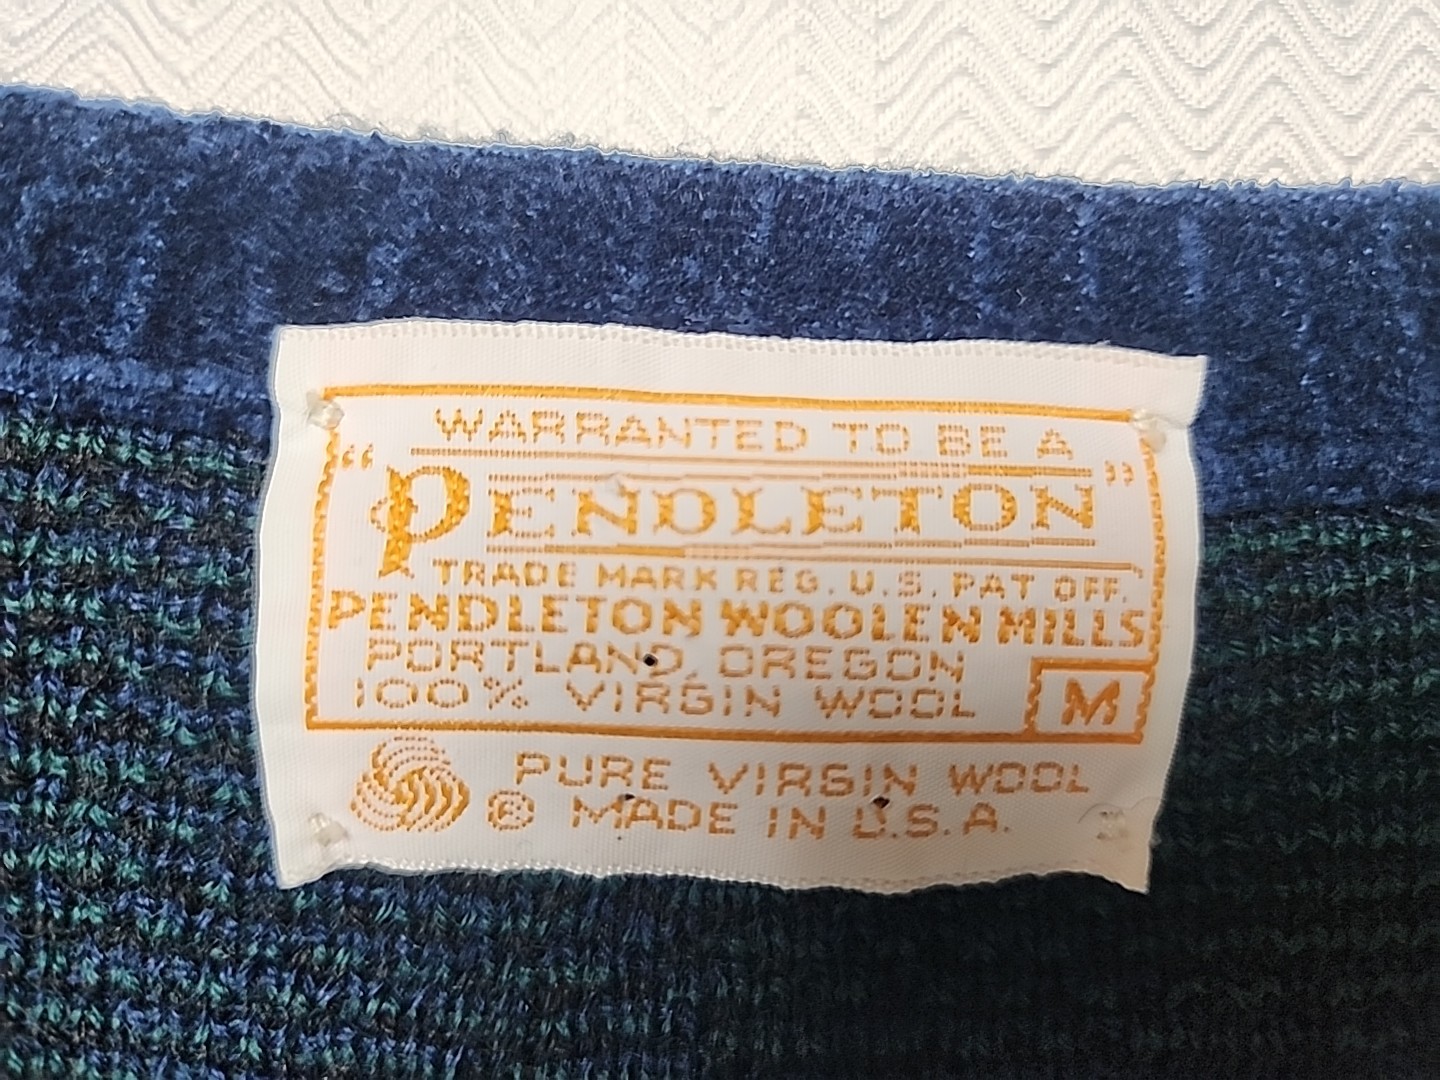 WARRANTED TO BE A
"PENDLETON"
TRADE MARK REG. U.S. PAT OFF.
PENDLETON WOOLEN MILLS
PORTLAND, OREGON
100% VIRGIN WOOL M
PURE VIRGIN WOOL
® MADE IN U.S.A.